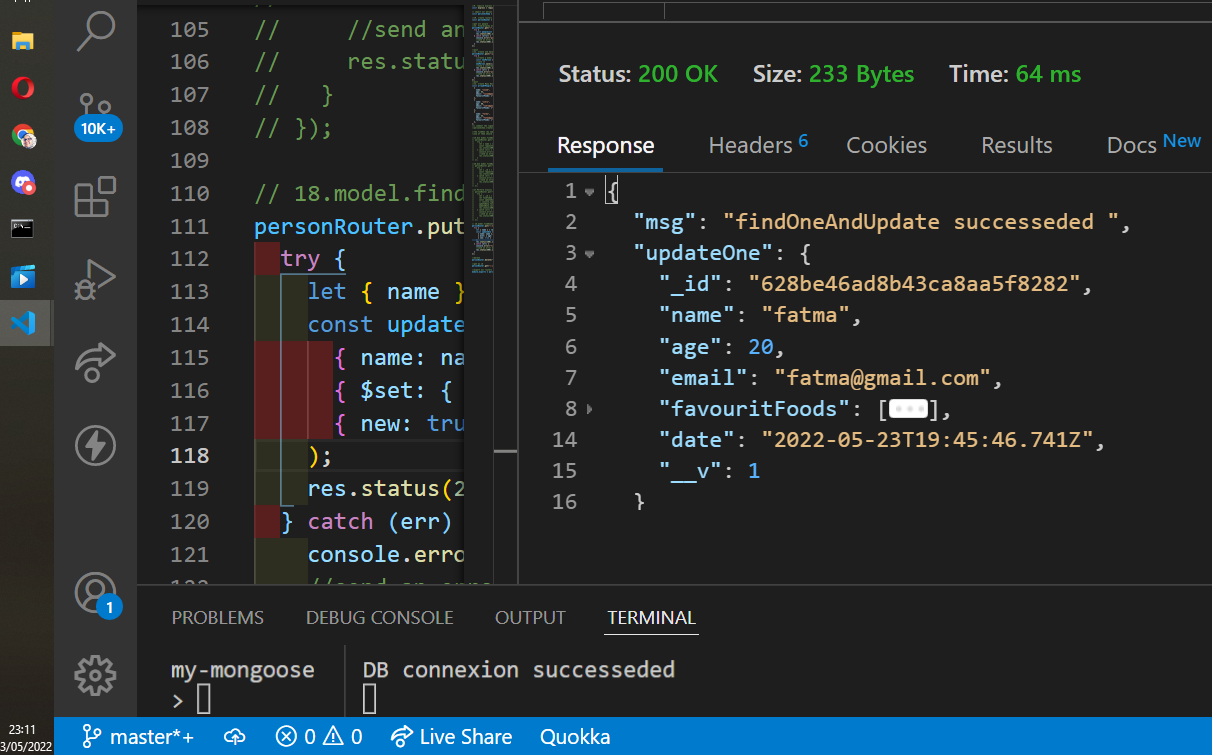 105 //     //send an
106 //     res.statu
107 //   }
108 // });
109
110 // 18.model.find
111 personRouter.put
112   try {
113     let { name }
114     const update
115       { name: na
116       { $set: {
117       { new: tru
118     );
119     res.status(2
120   } catch (err)
121     console.erro
Status: 200 OK Size: 233 Bytes Time: 64 ms
Response Headers 6 Cookies Results Docs New
1 {
2   "msg": "findOneAndUpdate successeded ",
3   "updateOne": {
4     "_id": "628be46ad8b43ca8aa5f8282",
5     "name": "fatma",
6     "age": 20,
7     "email": "fatma@gmail.com",
8     "favouritFoods": [•••],
14     "date": "2022-05-23T19:45:46.741Z",
15     "__v": 1
16   }
10K+
1
PROBLEMS DEBUG CONSOLE OUTPUT TERMINAL
my-mongoose
>
DB connexion successeded
23:11
3/05/2022
master*+ 0 0 Live Share Quokka